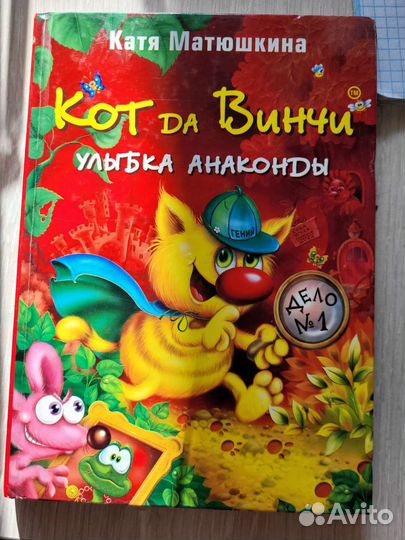 Катя Матюшкина
Кот да Винчи
TM
УЛЫБКА АНАКОНДЫ
ГЕНИЙ
ДЕЛО
№1
Avito